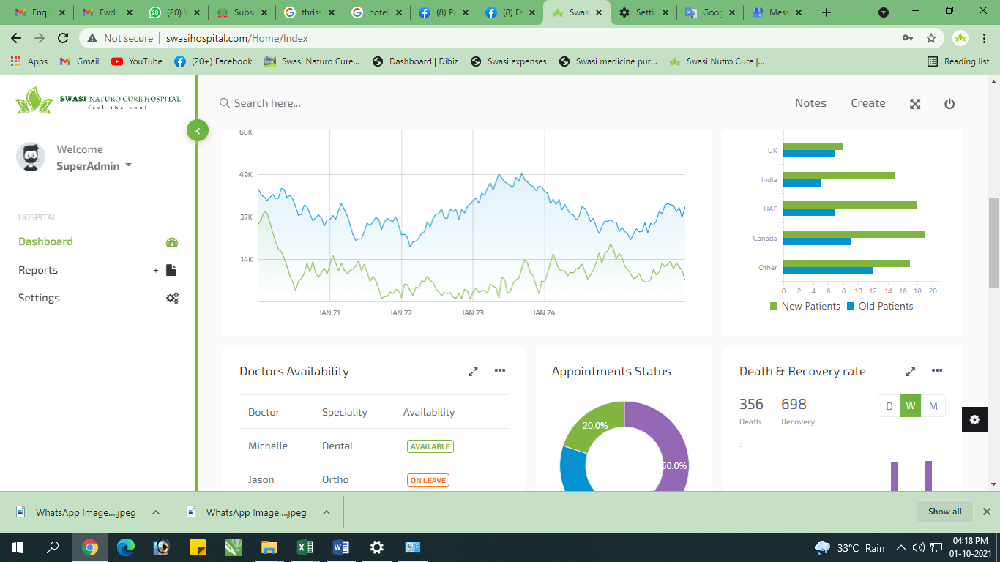 Enqu
Fwd:
(20) \
Subs
thriss
hotel
(8) Pa
(8) Fa
Swas
Settin
Goog
Mess
Not secure
swasihospital.com/Home/Index
Apps
Gmail
YouTube
(20+) Facebook
Swasi Naturo Cure...
Dashboard | Dibiz
Swasi expenses
Swasi medicine pur...
Swasi Nutro Cure |...
Reading list
SWASI NATURO CURE HOSPITAL
feel the soul
Search here...
Notes
Create
Welcome
SuperAdmin
HOSPITAL
Dashboard
Reports
+
Settings
68K
49K
37K
14K
JAN 21
JAN 22
JAN 23
JAN 24
UK
India
UAE
Canada
Other
0 2 4 6 8 10 12 14 16 18 20
New Patients Old Patients
Doctors Availability
Doctor Speciality Availability
Michelle Dental AVAILABLE
Jason Ortho ON LEAVE
Appointments Status
20.0%
50.0%
Death & Recovery rate
356 698
Death Recovery
D W M
WhatsApp Image....jpeg
WhatsApp Image....jpeg
Show all
33°C Rain
04:18 PM
01-10-2021